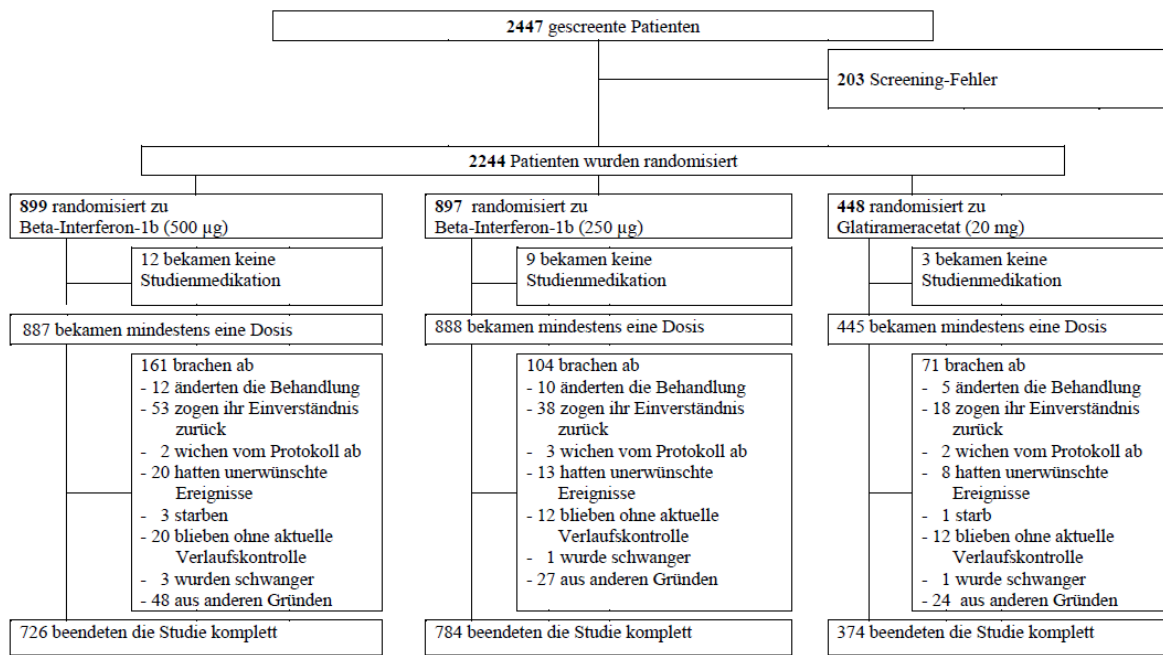 2447 gescreente Patienten
203 Screening-Fehler
2244 Patienten wurden randomisiert
899 randomisiert zu
Beta-Interferon-1b (500 µg)
12 bekamen keine
Studienmedikation
887 bekamen mindestens eine Dosis
161 brachen ab
- 12 änderten die Behandlung
- 53 zogen ihr Einverständnis
zurück
- 2 wichen vom Protokoll ab
- 20 hatten unerwünschte
Ereignisse
- 3 starben
- 20 blieben ohne aktuelle
Verlaufskontrolle
- 3 wurden schwanger
- 48 aus anderen Gründen
726 beendeten die Studie komplett
897 randomisiert zu
Beta-Interferon-1b (250 µg)
9 bekamen keine
Studienmedikation
888 bekamen mindestens eine Dosis
104 brachen ab
- 10 änderten die Behandlung
- 38 zogen ihr Einverständnis
zurück
- 3 wichen vom Protokoll ab
- 13 hatten unerwünschte
Ereignisse
- 12 blieben ohne aktuelle
Verlaufskontrolle
- 1 wurde schwanger
- 27 aus anderen Gründen
784 beendeten die Studie komplett
448 randomisiert zu
Glatirameracetat (20 mg)
3 bekamen keine
Studienmedikation
445 bekamen mindestens eine Dosis
71 brachen ab
- 5 änderten die Behandlung
- 18 zogen ihr Einverständnis
zurück
- 2 wichen vom Protokoll ab
- 8 hatten unerwünschte
Ereignisse
- 1 starb
- 12 blieben ohne aktuelle
Verlaufskontrolle
- 1 wurde schwanger
- 24 aus anderen Gründen
374 beendeten die Studie komplett